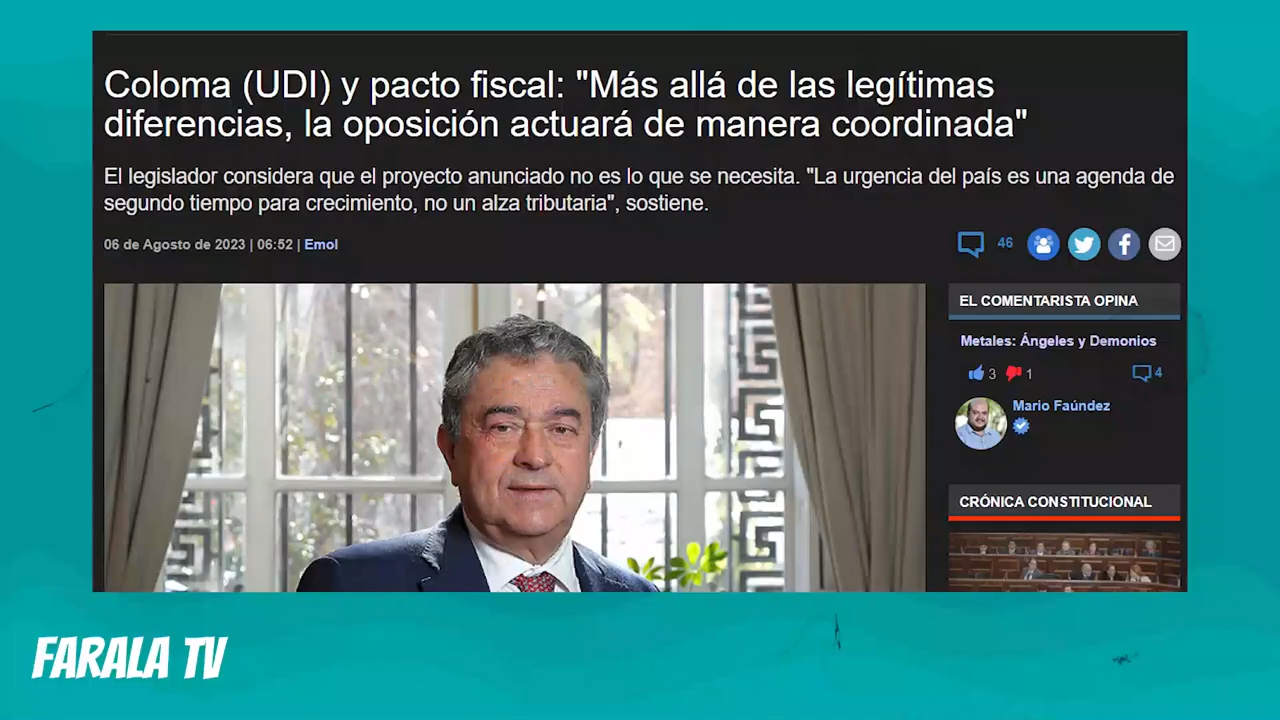 Coloma (UDI) y pacto fiscal: "Más allá de las legítimas
diferencias, la oposición actuará de manera coordinada"
El legislador considera que el proyecto anunciado no es lo que se necesita. "La urgencia del país es una agenda de
segundo tiempo para crecimiento, no un alza tributaria", sostiene.
06 de Agosto de 2023 | 06:52 | Emol
46
EL COMENTARISTA OPINA
Metales: Ángeles y Demonios
3 1 4
Mario Faúndez
CRÓNICA CONSTITUCIONAL
FARALA TV